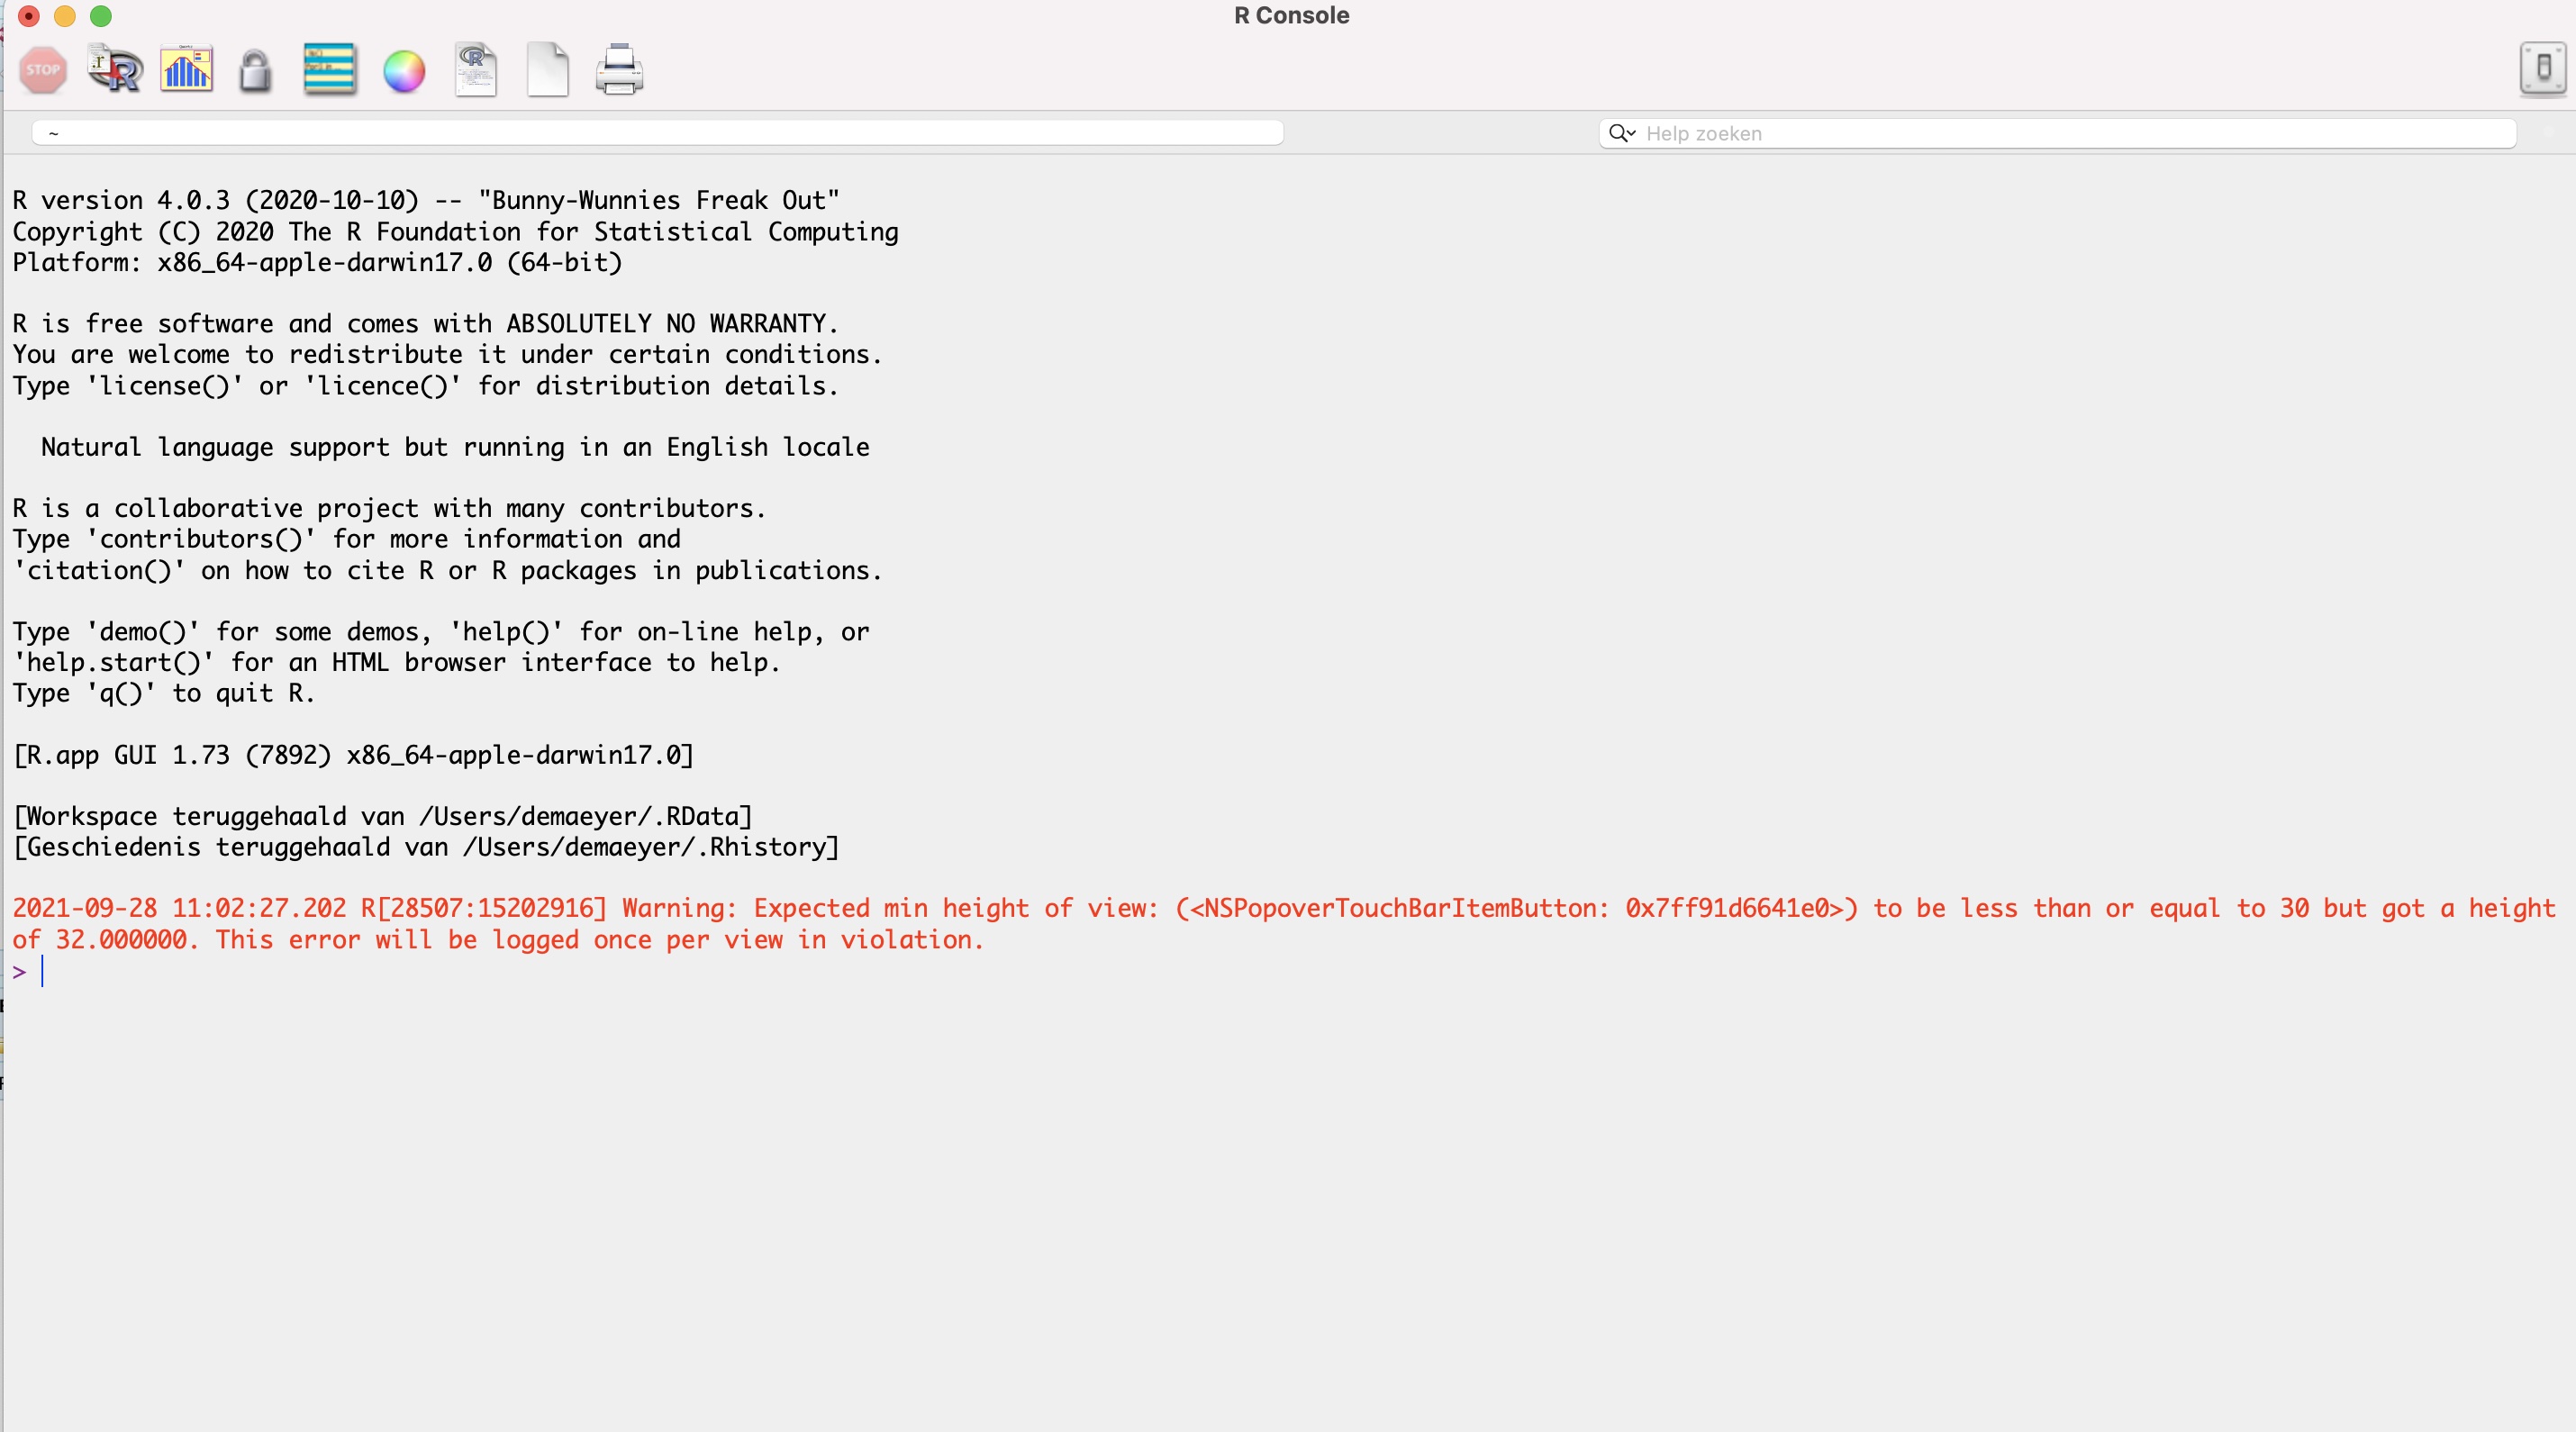 R Console
STOP
~
Help zoeken
R version 4.0.3 (2020-10-10) -- "Bunny-Wunnies Freak Out"
Copyright (C) 2020 The R Foundation for Statistical Computing
Platform: x86_64-apple-darwin17.0 (64-bit)
R is free software and comes with ABSOLUTELY NO WARRANTY.
You are welcome to redistribute it under certain conditions.
Type 'license()' or 'licence()' for distribution details.
Natural language support but running in an English locale
R is a collaborative project with many contributors.
Type 'contributors()' for more information and
'citation()' on how to cite R or R packages in publications.
Type 'demo()' for some demos, 'help()' for on-line help, or
'help.start()' for an HTML browser interface to help.
Type 'q()' to quit R.
[R.app GUI 1.73 (7892) x86_64-apple-darwin17.0]
[Workspace teruggehaald van /Users/demaeyer/.RData]
[Geschiedenis teruggehaald van /Users/demaeyer/.Rhistory]
2021-09-28 11:02:27.202 R[28507:15202916] Warning: Expected min height of view: (<NSPopoverTouchBarItemButton: 0x7ff91d6641e0>) to be less than or equal to 30 but got a height
of 32.000000. This error will be logged once per view in violation.
>